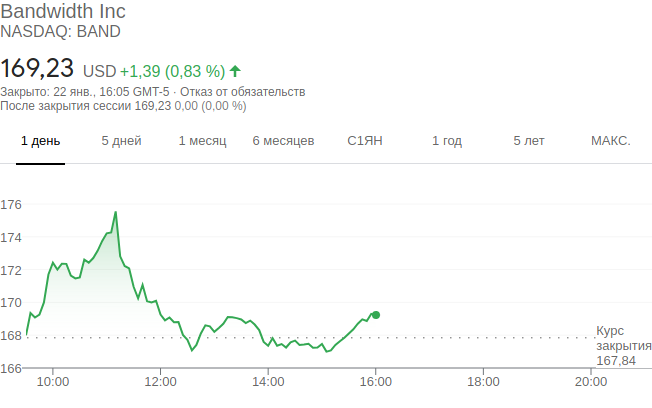 Bandwidth Inc
NASDAQ: BAND
169,23 USD +1,39 (0,83 %)
Закрыто: 22 янв., 16:05 GMT-5 · Отказ от обязательств
После закрытия сессии 169,23 0,00 (0,00 %)
1 день 5 дней 1 месяц 6 месяцев С1ЯН 1 год 5 лет МАКС.
176
174
172
170
168
Курс
закрытия
167,84
166
10:00 12:00 14:00 16:00 18:00 20:00